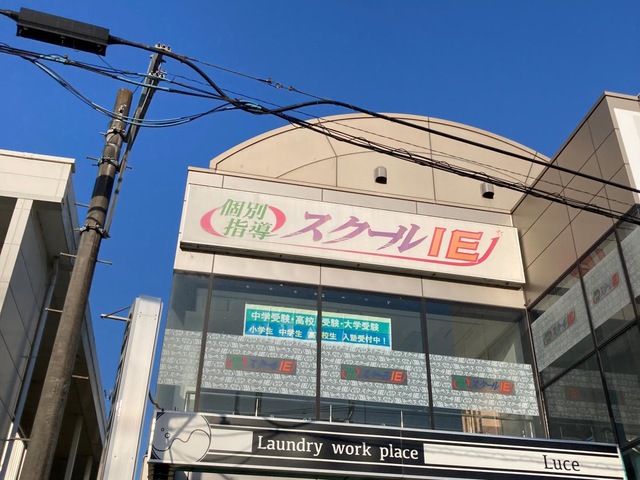 個別
指導
スクールIE
中学受験・高校受験・大学受験
小学生 中学生 高校生 入塾受付中!
スクールIE
スクールIE
スクールIE
Laundry work place
Luce